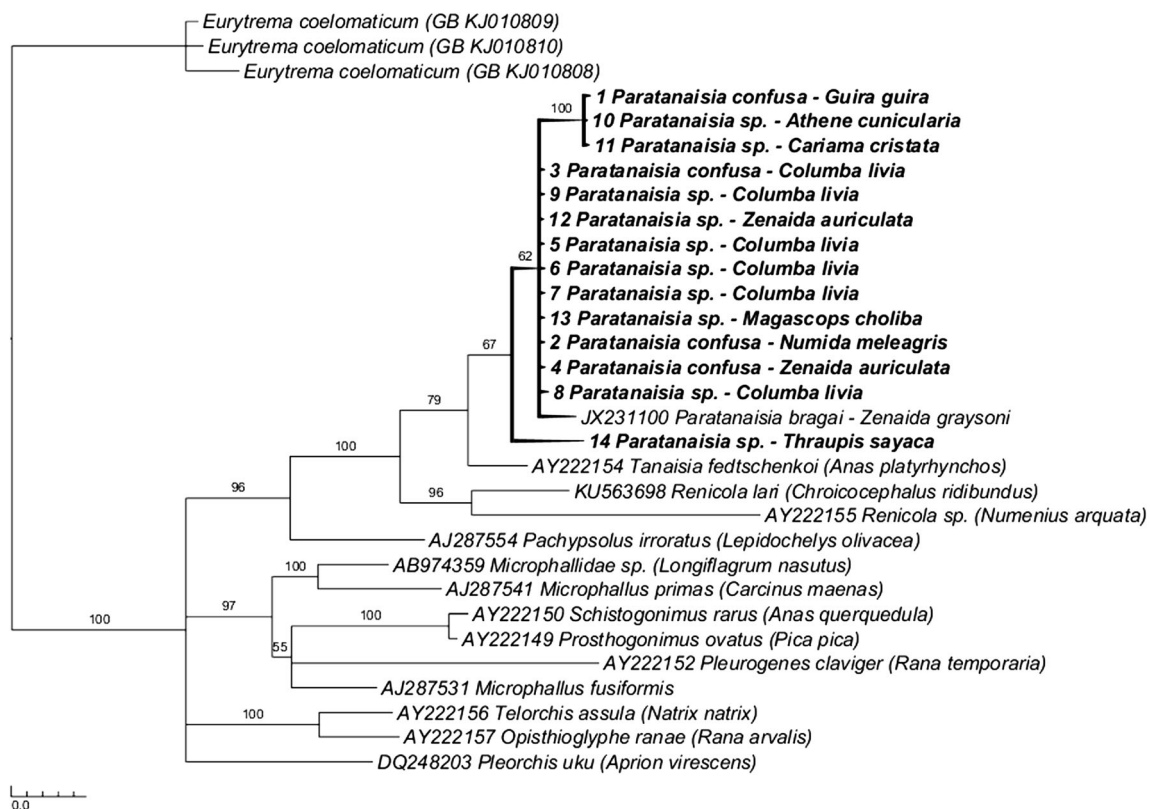 Eurytrema coelomaticum (GB KJ010809)
Eurytrema coelomaticum (GB KJ010810)
Eurytrema coelomaticum (GB KJ010808)
1 Paratanaisia confusa - Guira guira
100
10 Paratanaisia sp. - Athene cunicularia
11 Paratanaisia sp. - Cariama cristata
3 Paratanaisia confusa - Columba livia
9 Paratanaisia sp. - Columba livia
12 Paratanaisia sp. - Zenaida auriculata
5 Paratanaisia sp. - Columba livia
62
6 Paratanaisia sp. - Columba livia
7 Paratanaisia sp. - Columba livia
13 Paratanaisia sp. - Magascops choliba
2 Paratanaisia confusa - Numida meleagris
67
4 Paratanaisia confusa - Zenaida auriculata
8 Paratanaisia sp. - Columba livia
79
JX231100 Paratanaisia bragai - Zenaida graysoni
14 Paratanaisia sp. - Thraupis sayaca
100
AY222154 Tanaisia fedtschenkoi (Anas platyrhynchos)
96
96
KU563698 Renicola lari (Chroicocephalus ridibundus)
AY222155 Renicola sp. (Numenius arquata)
AJ287554 Pachypsolus irroratus (Lepidochelys olivacea)
100
AB974359 Microphallidae sp. (Longiflagrum nasutus)
AJ287541 Microphallus primas (Carcinus maenas)
97
100
100
AY222150 Schistogonimus rarus (Anas querquedula)
AY222149 Prosthogonimus ovatus (Pica pica)
55
AY222152 Pleurogenes claviger (Rana temporaria)
AJ287531 Microphallus fusiformis
100
AY222156 Telorchis assula (Natrix natrix)
AY222157 Opisthioglyphe ranae (Rana arvalis)
DQ248203 Pleorchis uku (Aprion virescens)
0.0